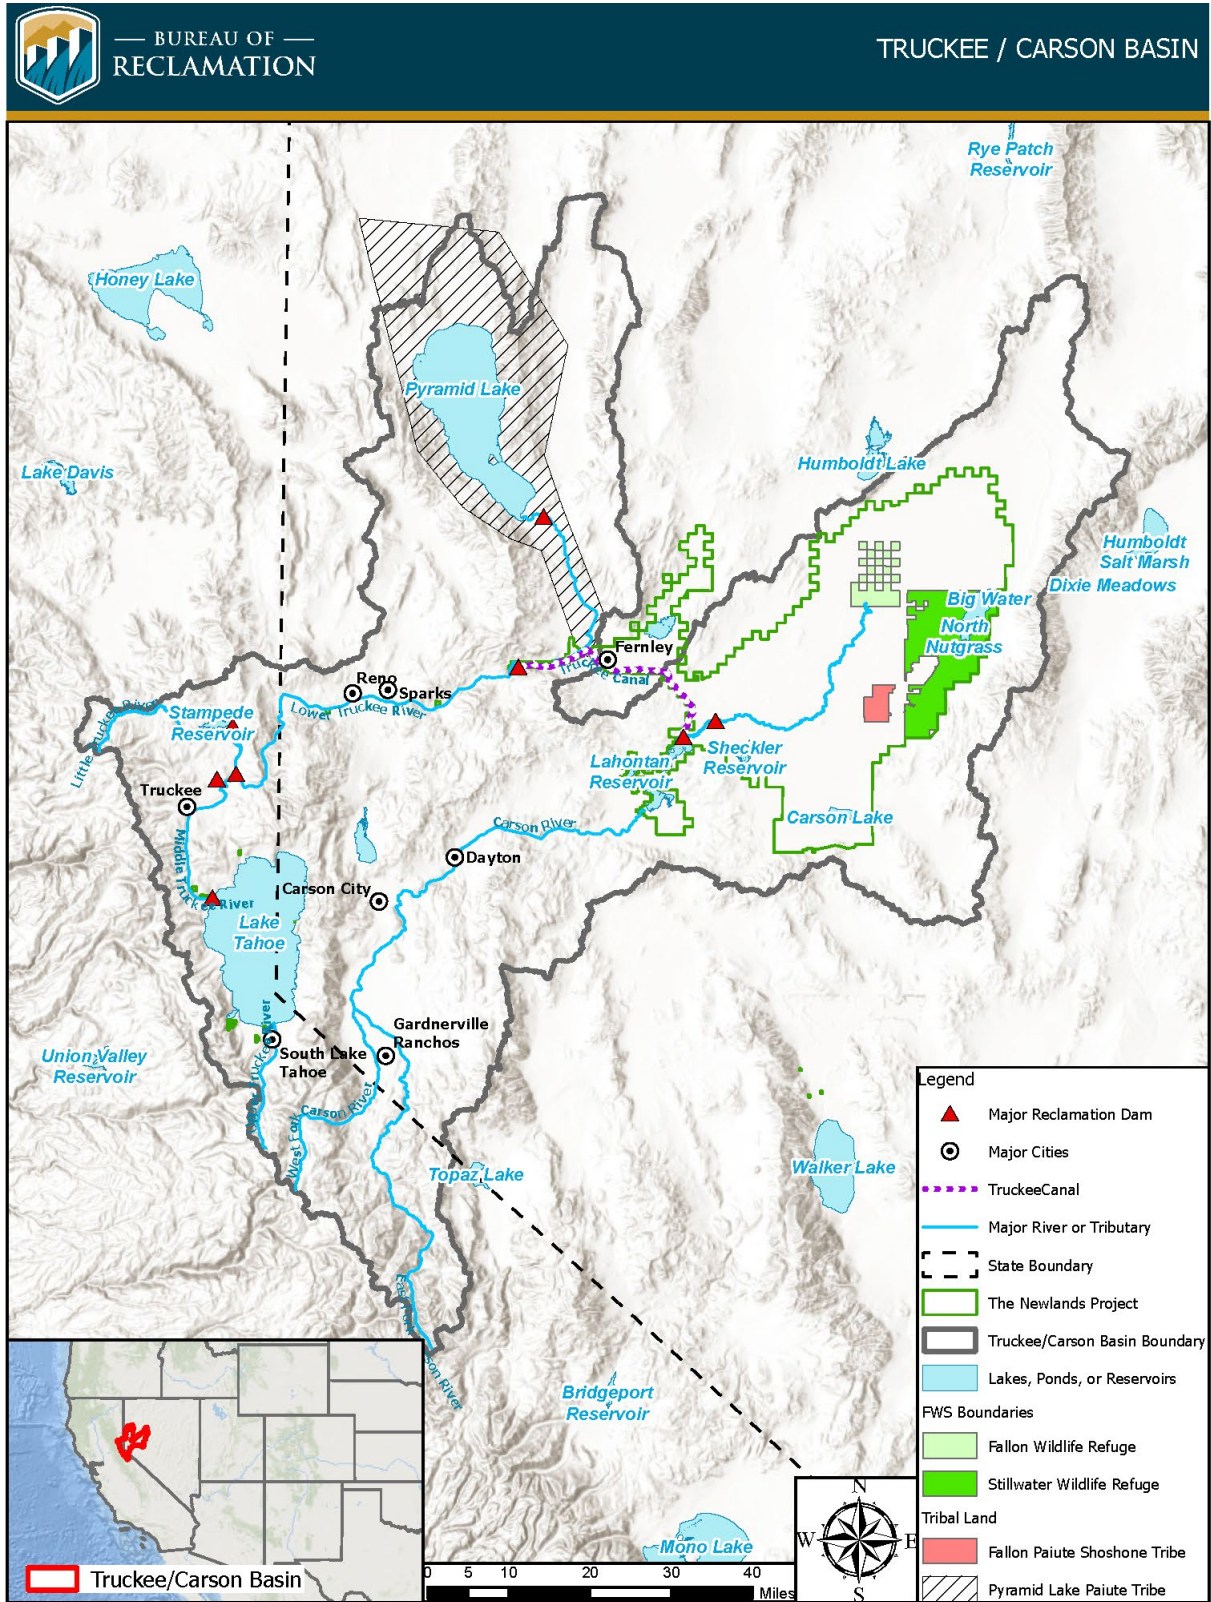 BUREAU OF
RECLAMATION
TRUCKEE / CARSON BASIN
Rye Patch
Reservoir
Honey Lake
Pyramid Lake
Lake Davis
Humboldt Lake
Humboldt
Salt Marsh
Dixie Meadows
Big Water
North
Nutgrass
Fernley
Truckee Canal
Reno
Sparks
Lower Truckee River
Little Truckee River
Stampede
Reservoir
Lahontan
Reservoir
Sheckler
Reservoir
Truckee
Carson Lake
Carson River
Middle Truckee River
Dayton
Carson City
Lake
Tahoe
Gardnerville
Ranchos
South Lake
Tahoe
Truckee River
Union Valley
Reservoir
West Fork Carson River
Topaz Lake
Walker Lake
East Fork
son River
Bridgeport
Reservoir
Mono Lake
Legend
Major Reclamation Dam
Major Cities
TruckeeCanal
Major River or Tributary
State Boundary
The Newlands Project
Truckee/Carson Basin Boundary
Lakes, Ponds, or Reservoirs
FWS Boundaries
Fallon Wildlife Refuge
Stillwater Wildlife Refuge
Tribal Land
Fallon Paiute Shoshone Tribe
Pyramid Lake Paiute Tribe
N
W E
S
0 5 10 20 30 40
Miles
Truckee/Carson Basin